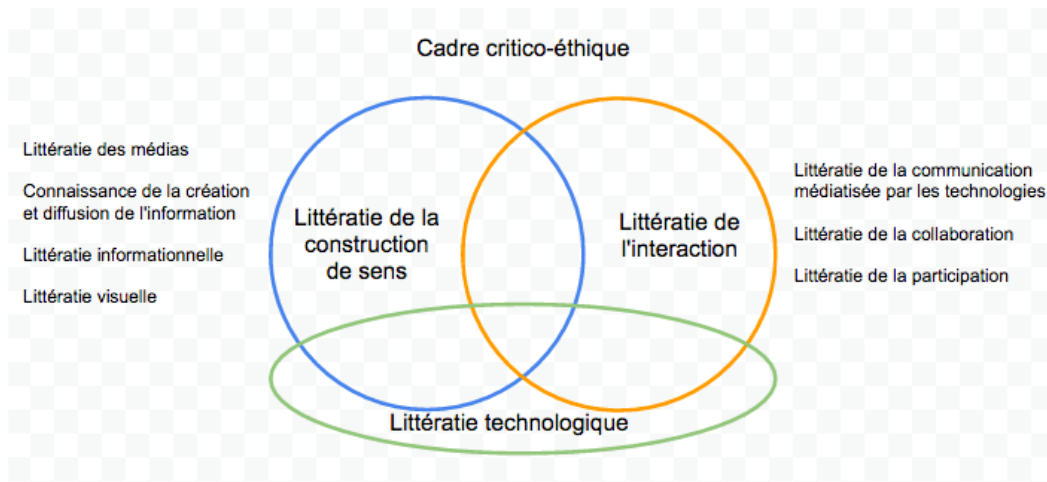 Cadre critico-éthique
Littératie des médias
Connaissance de la création
et diffusion de l'information
Littératie informationnelle
Littératie visuelle
Littératie de la
construction
de sens
Littératie de
l'interaction
Littératie de la communication
médiatisée par les technologies
Littératie de la collaboration
Littératie de la participation
Littératie technologique